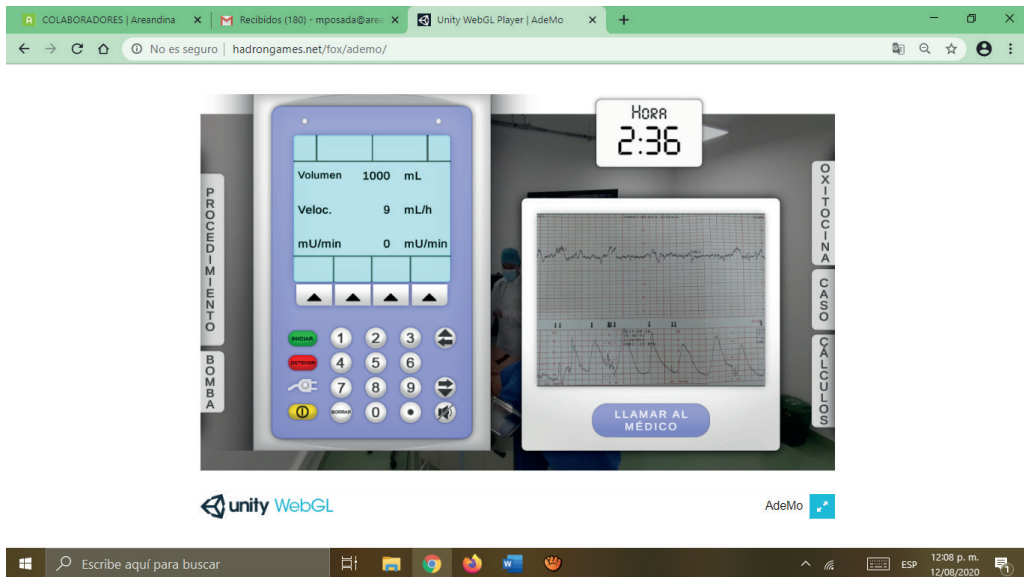 COLABORADORES | Areandina
Recibidos (180) - mposada@area
Unity WebGL Player | AdeMo
No es seguro | hadrongames.net/fox/ademo/
HORA
2:36
PROCEDIMIENTO
BOMBA
Volumen 1000 mL
Veloc. 9 mL/h
mU/min 0 mU/min
INICIAR 1 2 3
DETENER 4 5 6
7 8 9
BORRAR 0
OXITOCINA
CASO
CÁLCULOS
LLAMAR AL
MÉDICO
unity WebGL
AdeMo
Escribe aquí para buscar
ESP
12:08 p. m.
12/08/2020
1